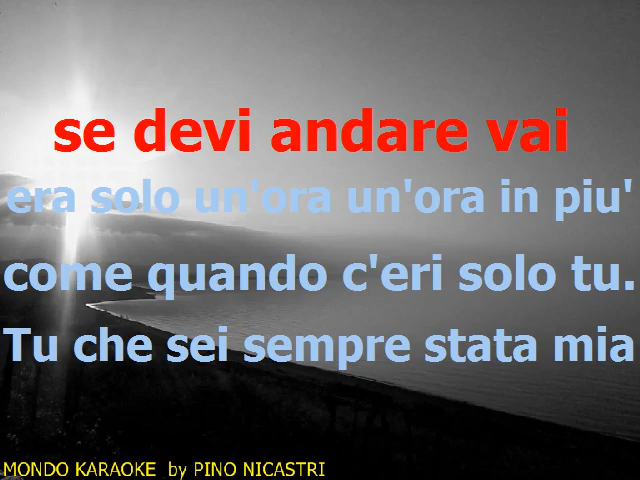 se devi andare vai
era solo un'ora un'ora in piu'
come quando c'eri solo tu.
Tu che sei sempre stata mia
MONDO KARAOKE by PINO NICASTRI